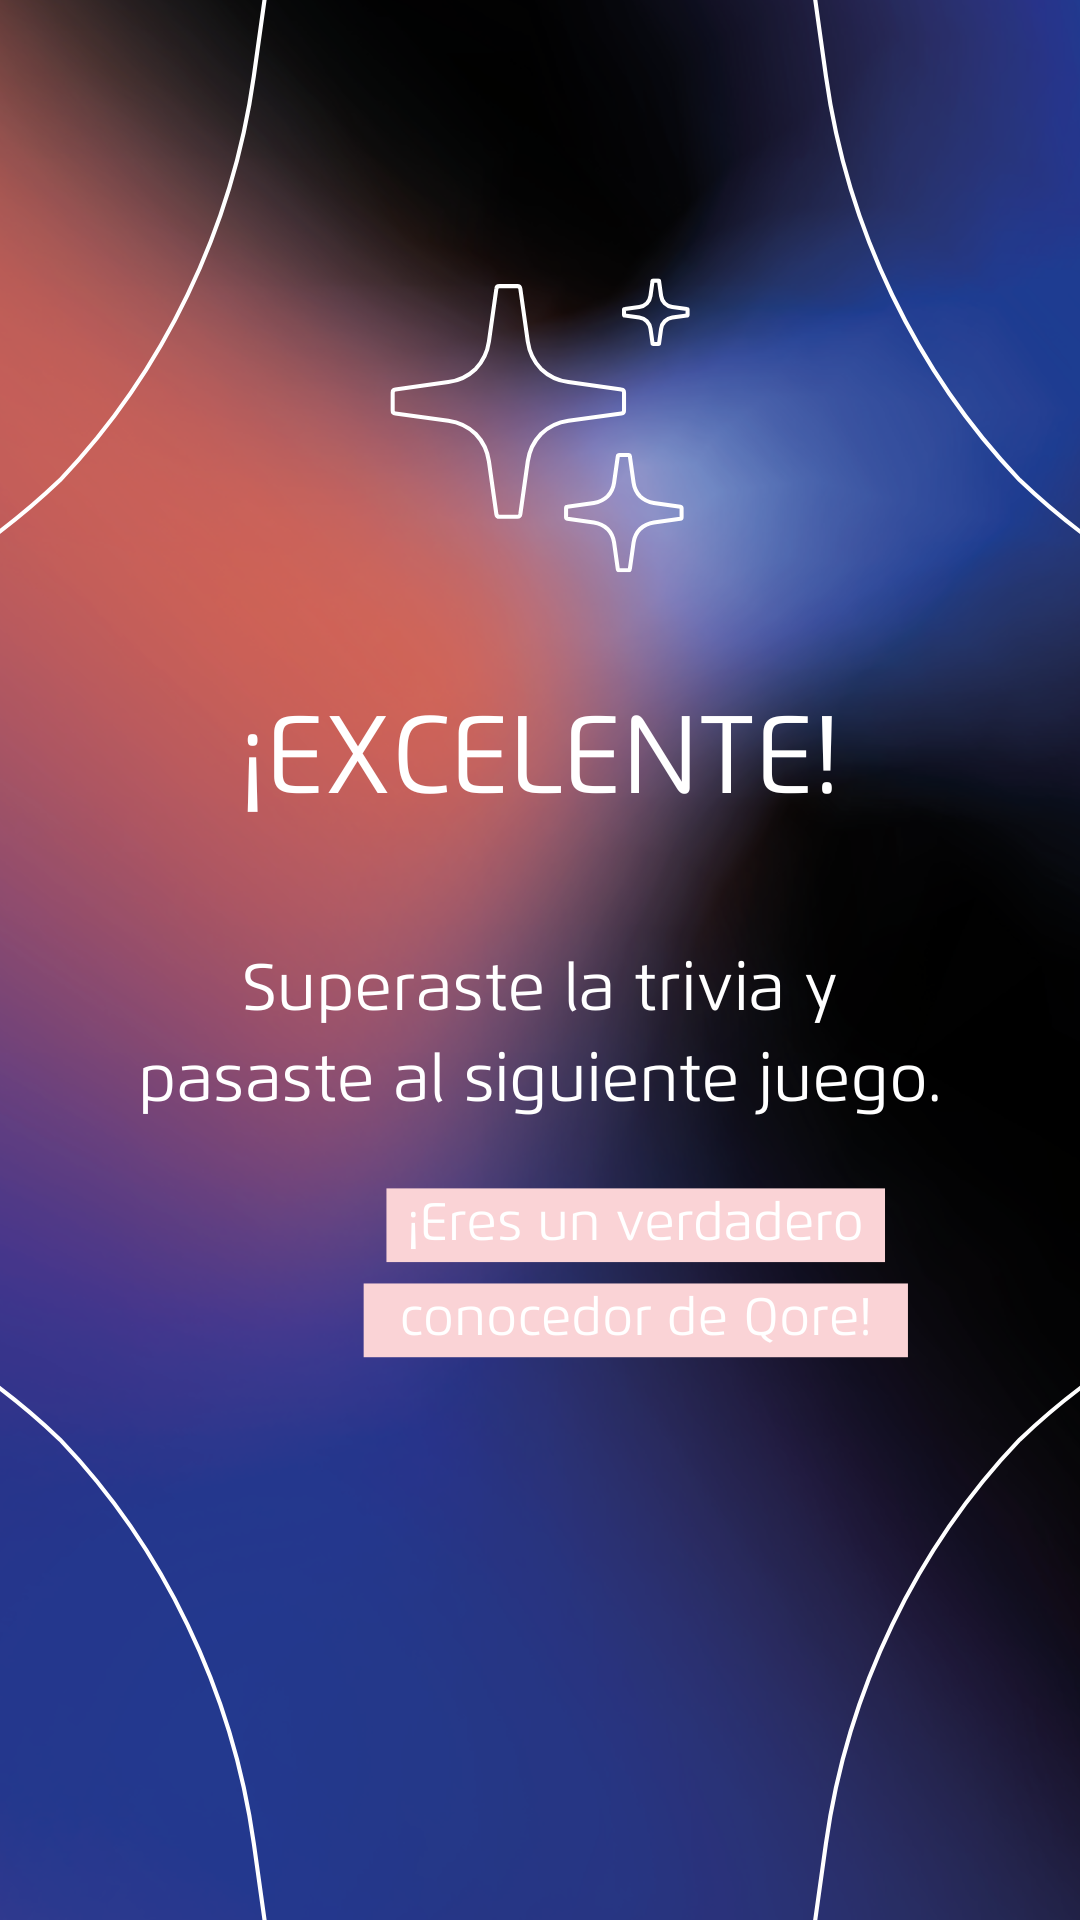 ¡EXCELENTE!
Superaste la trivia y
pasaste al siguiente juego.
¡Eres un verdadero
conocedor de Qore!